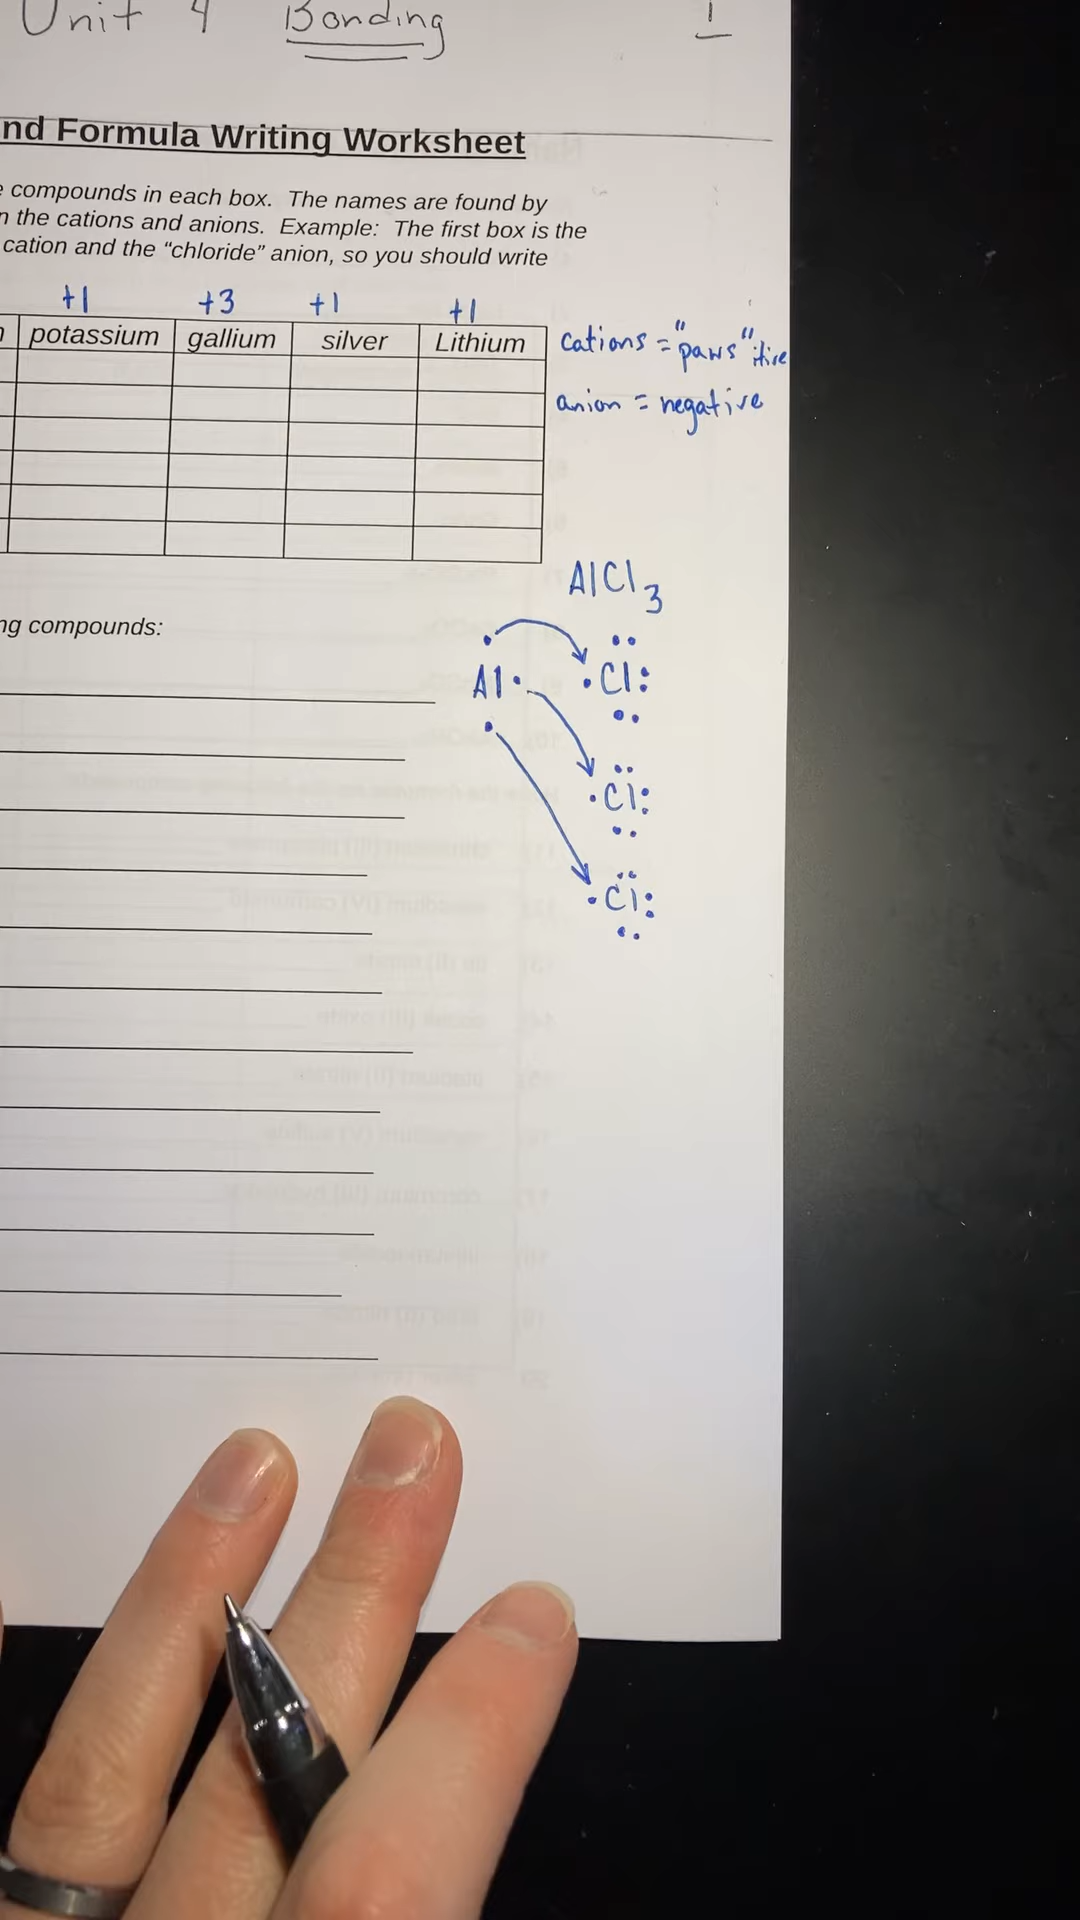 Unit 4 Bonding 1
nd Formula Writing Worksheet
compounds in each box. The names are found by
n the cations and anions. Example: The first box is the
cation and the “chloride” anion, so you should write
+1 +3 +1 +1
potassium gallium silver Lithium
cations = "paws" itive
anion = negative
AlCl3
ng compounds:
Al Cl
Cl
Cl